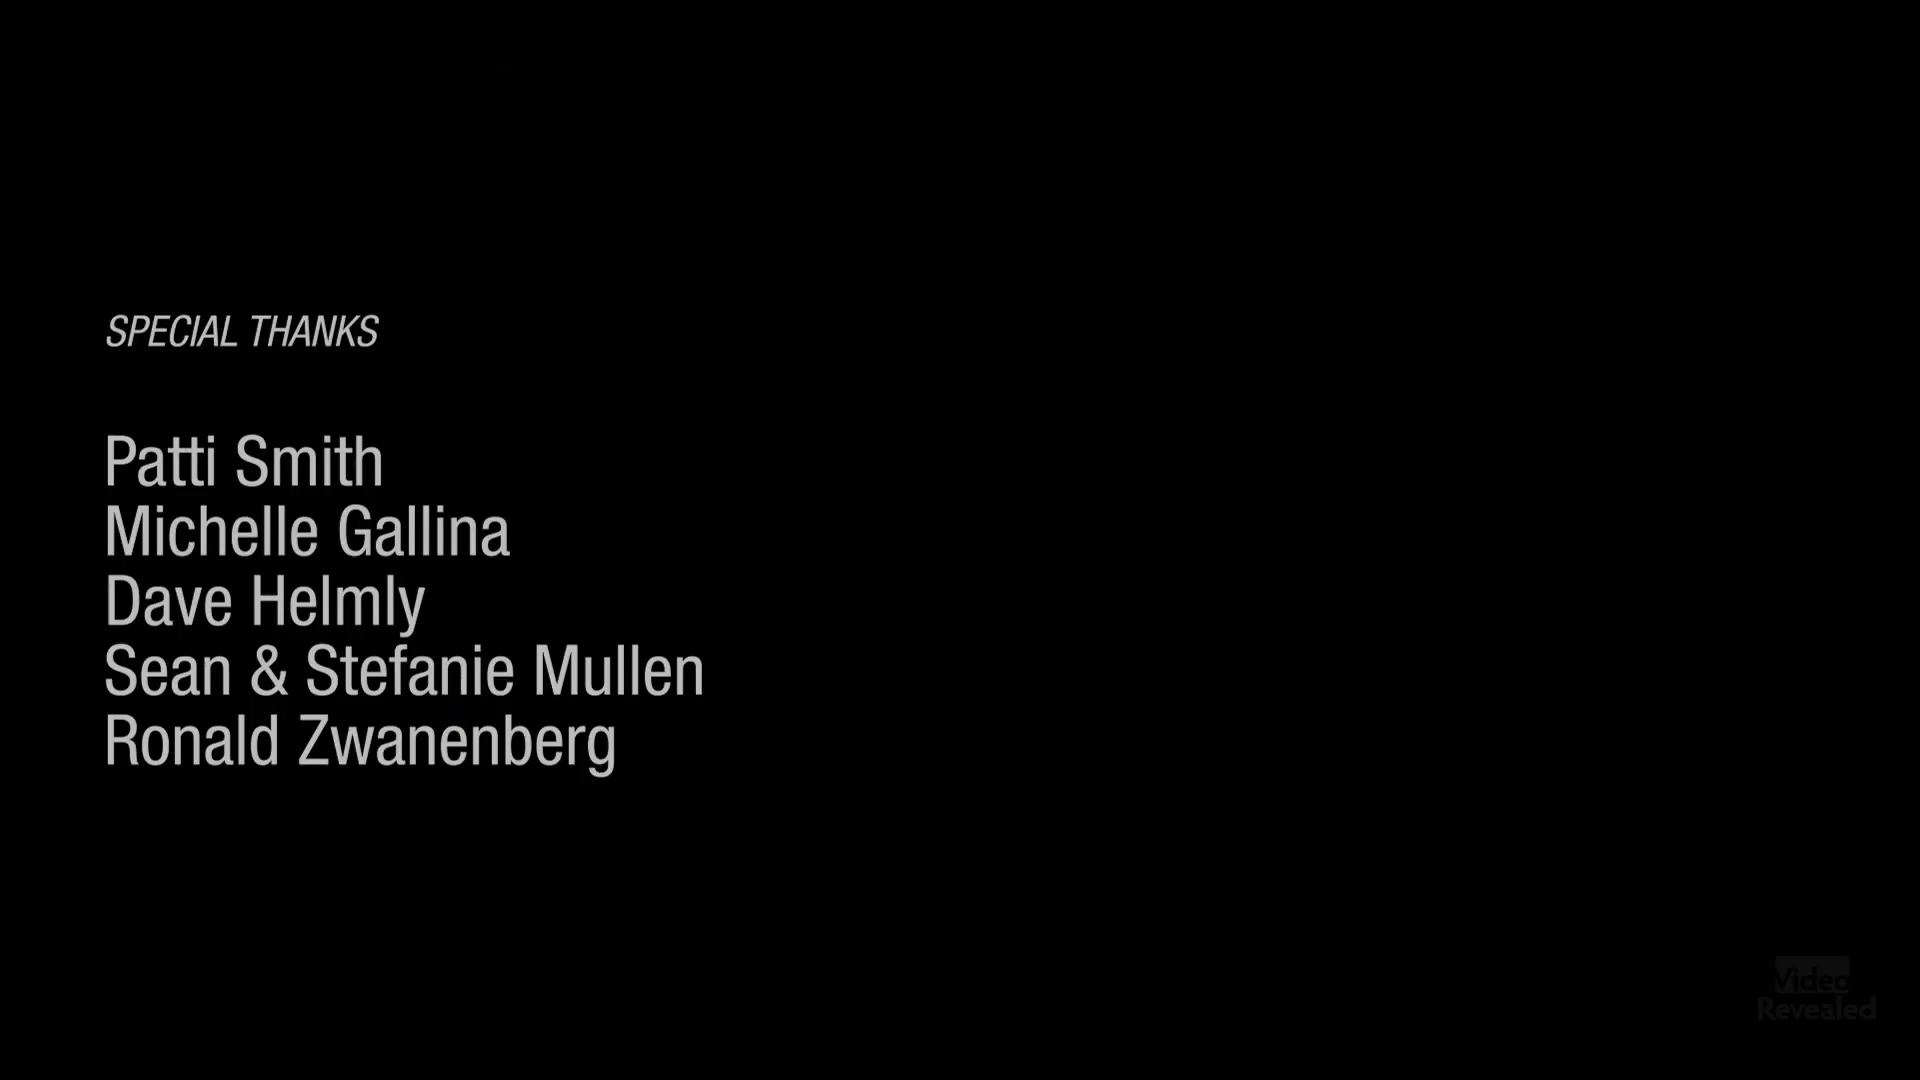 SPECIAL THANKS
Patti Smith
Michelle Gallina
Dave Helmly
Sean & Stefanie Mullen
Ronald Zwanenberg
Video
Revealed